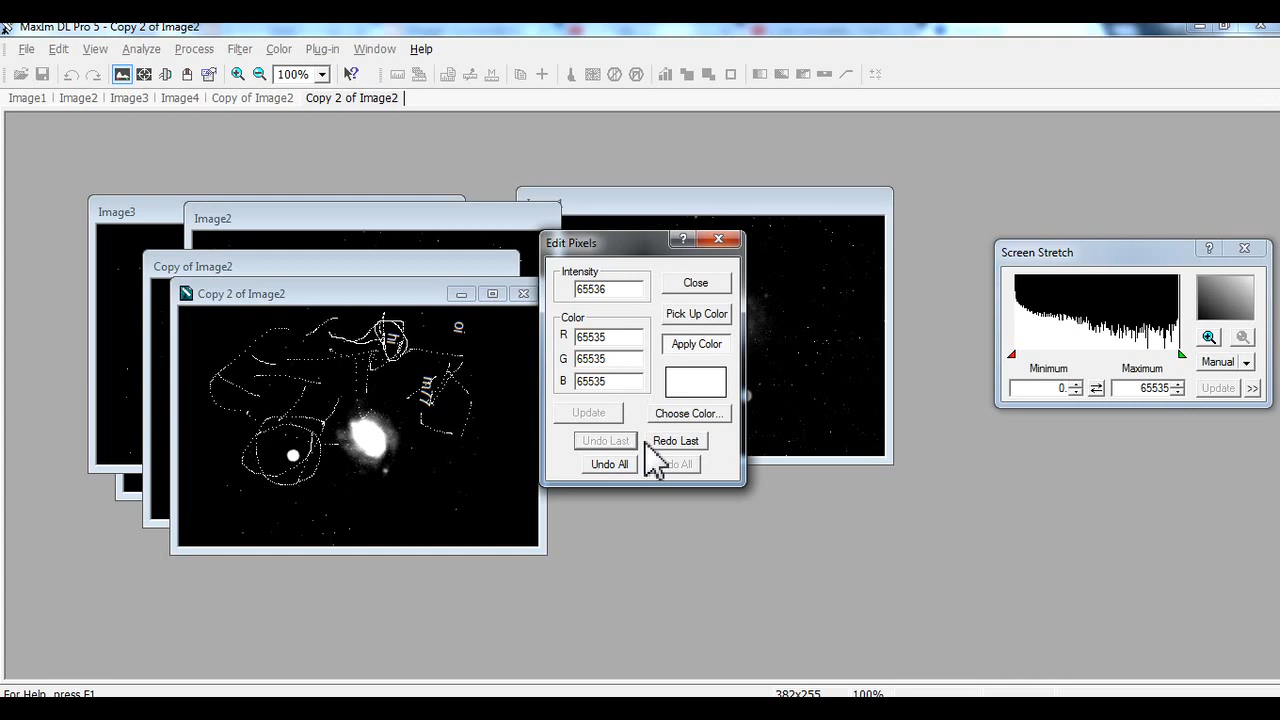 MaxIm DL Pro 5 - Copy 2 of Image2
File Edit View Analyze Process Filter Color Plug-in Window Help
100%
Image1 Image2 Image3 Image4 Copy of Image2 Copy 2 of Image2
Image3
Image2
Copy of Image2
Copy 2 of Image2
m77
Edit Pixels
Intensity
65536
Close
Color
R 65535
G 65535
B 65535
Pick Up Color
Apply Color
Update
Choose Color...
Undo Last
Redo Last
Undo All
All
Screen Stretch
Minimum
Maximum
Manual
0.
65535
Update
>>
For Help, press F1
382x255
100%